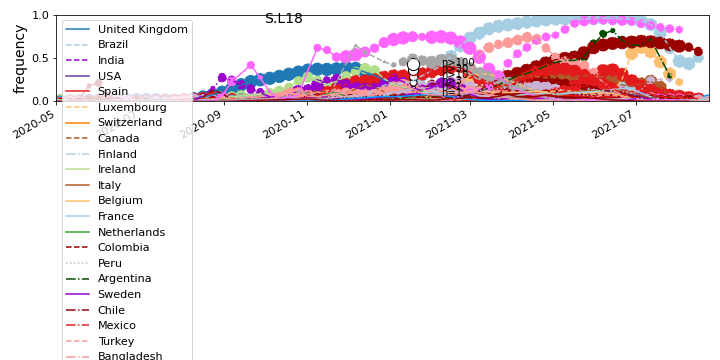 S.L18
frequency
1.0
0.5
0.0
2020-05
2020-09
2020-11
2021-01
2021-03
2021-05
2021-07
n>100
United Kingdom
Brazil
India
USA
Spain
Luxembourg
Switzerland
Canada
Finland
Ireland
Italy
Belgium
France
Netherlands
Colombia
Peru
Argentina
Sweden
Chile
Mexico
Turkey
Bangladesh